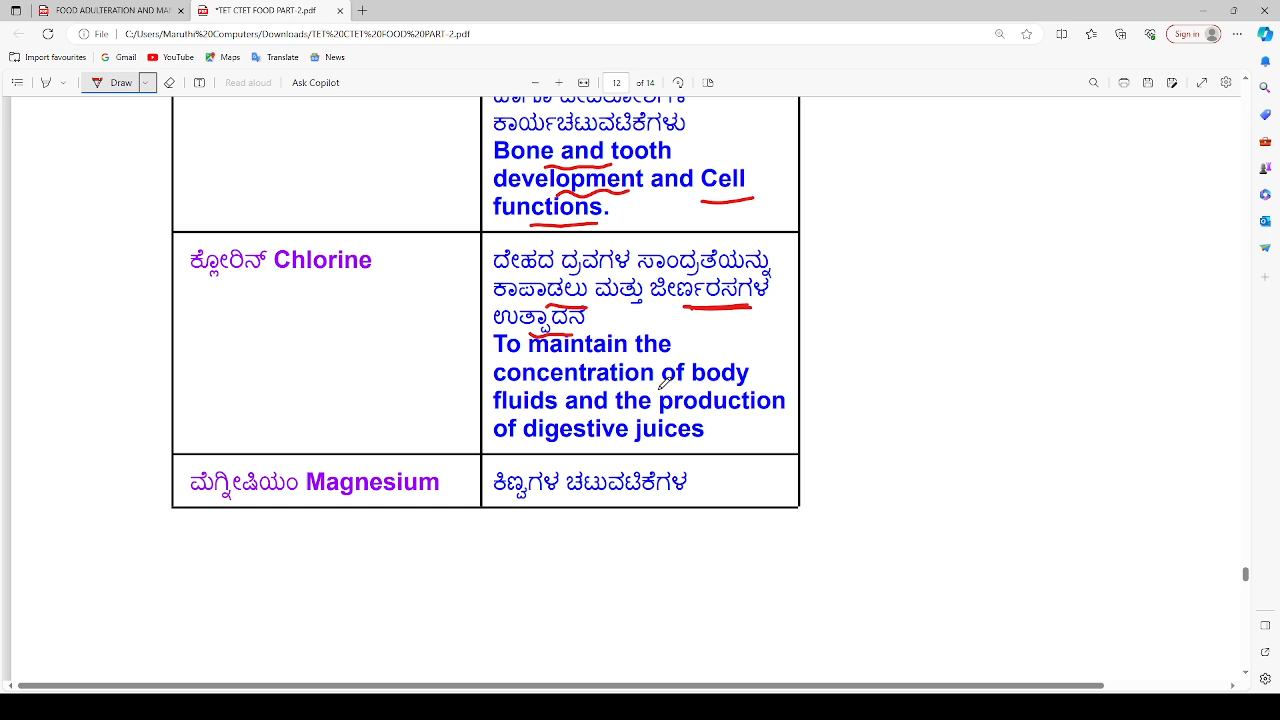 FOOD ADULTERATION AND MA
*TET CTET FOOD PART-2.pdf
File
C:/Users/Maruthi%20Computers/Downloads/TET%20CTET%20FOOD%20PART-2.pdf
Sign in
Import favourites
Gmail
YouTube
Maps
Translate
News
Draw
Read aloud
Ask Copilot
12 of 14
ಕಾರ್ಯಚಟುವಟಿಕೆಗಳು
Bone and tooth
development and Cell
functions.
ಕ್ಲೋರಿನ್ Chlorine
ದೇಹದ ದ್ರವಗಳ ಸಾಂದ್ರತೆಯನ್ನು
ಕಾಪಾಡಲು ಮತ್ತು ಜೀರ್ಣರಸಗಳ
ಉತ್ಪಾದನೆ
To maintain the
concentration of body
fluids and the production
of digestive juices
ಮೆಗ್ನೀಷಿಯಂ Magnesium
ಕಿಣ್ವಗಳ ಚಟುವಟಿಕೆಗಳ